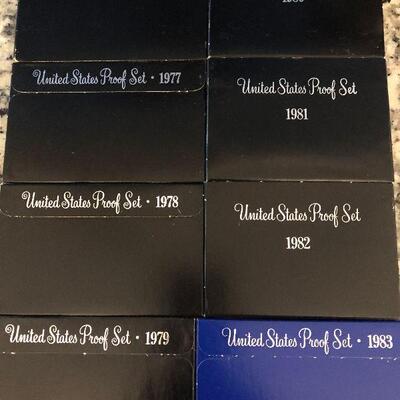 United States Proof Set · 1977
United States Proof Set
1981
United States Proof Set · 1978
United States Proof Set
1982
United States Proof Set · 1979
United States Proof Set · 1983